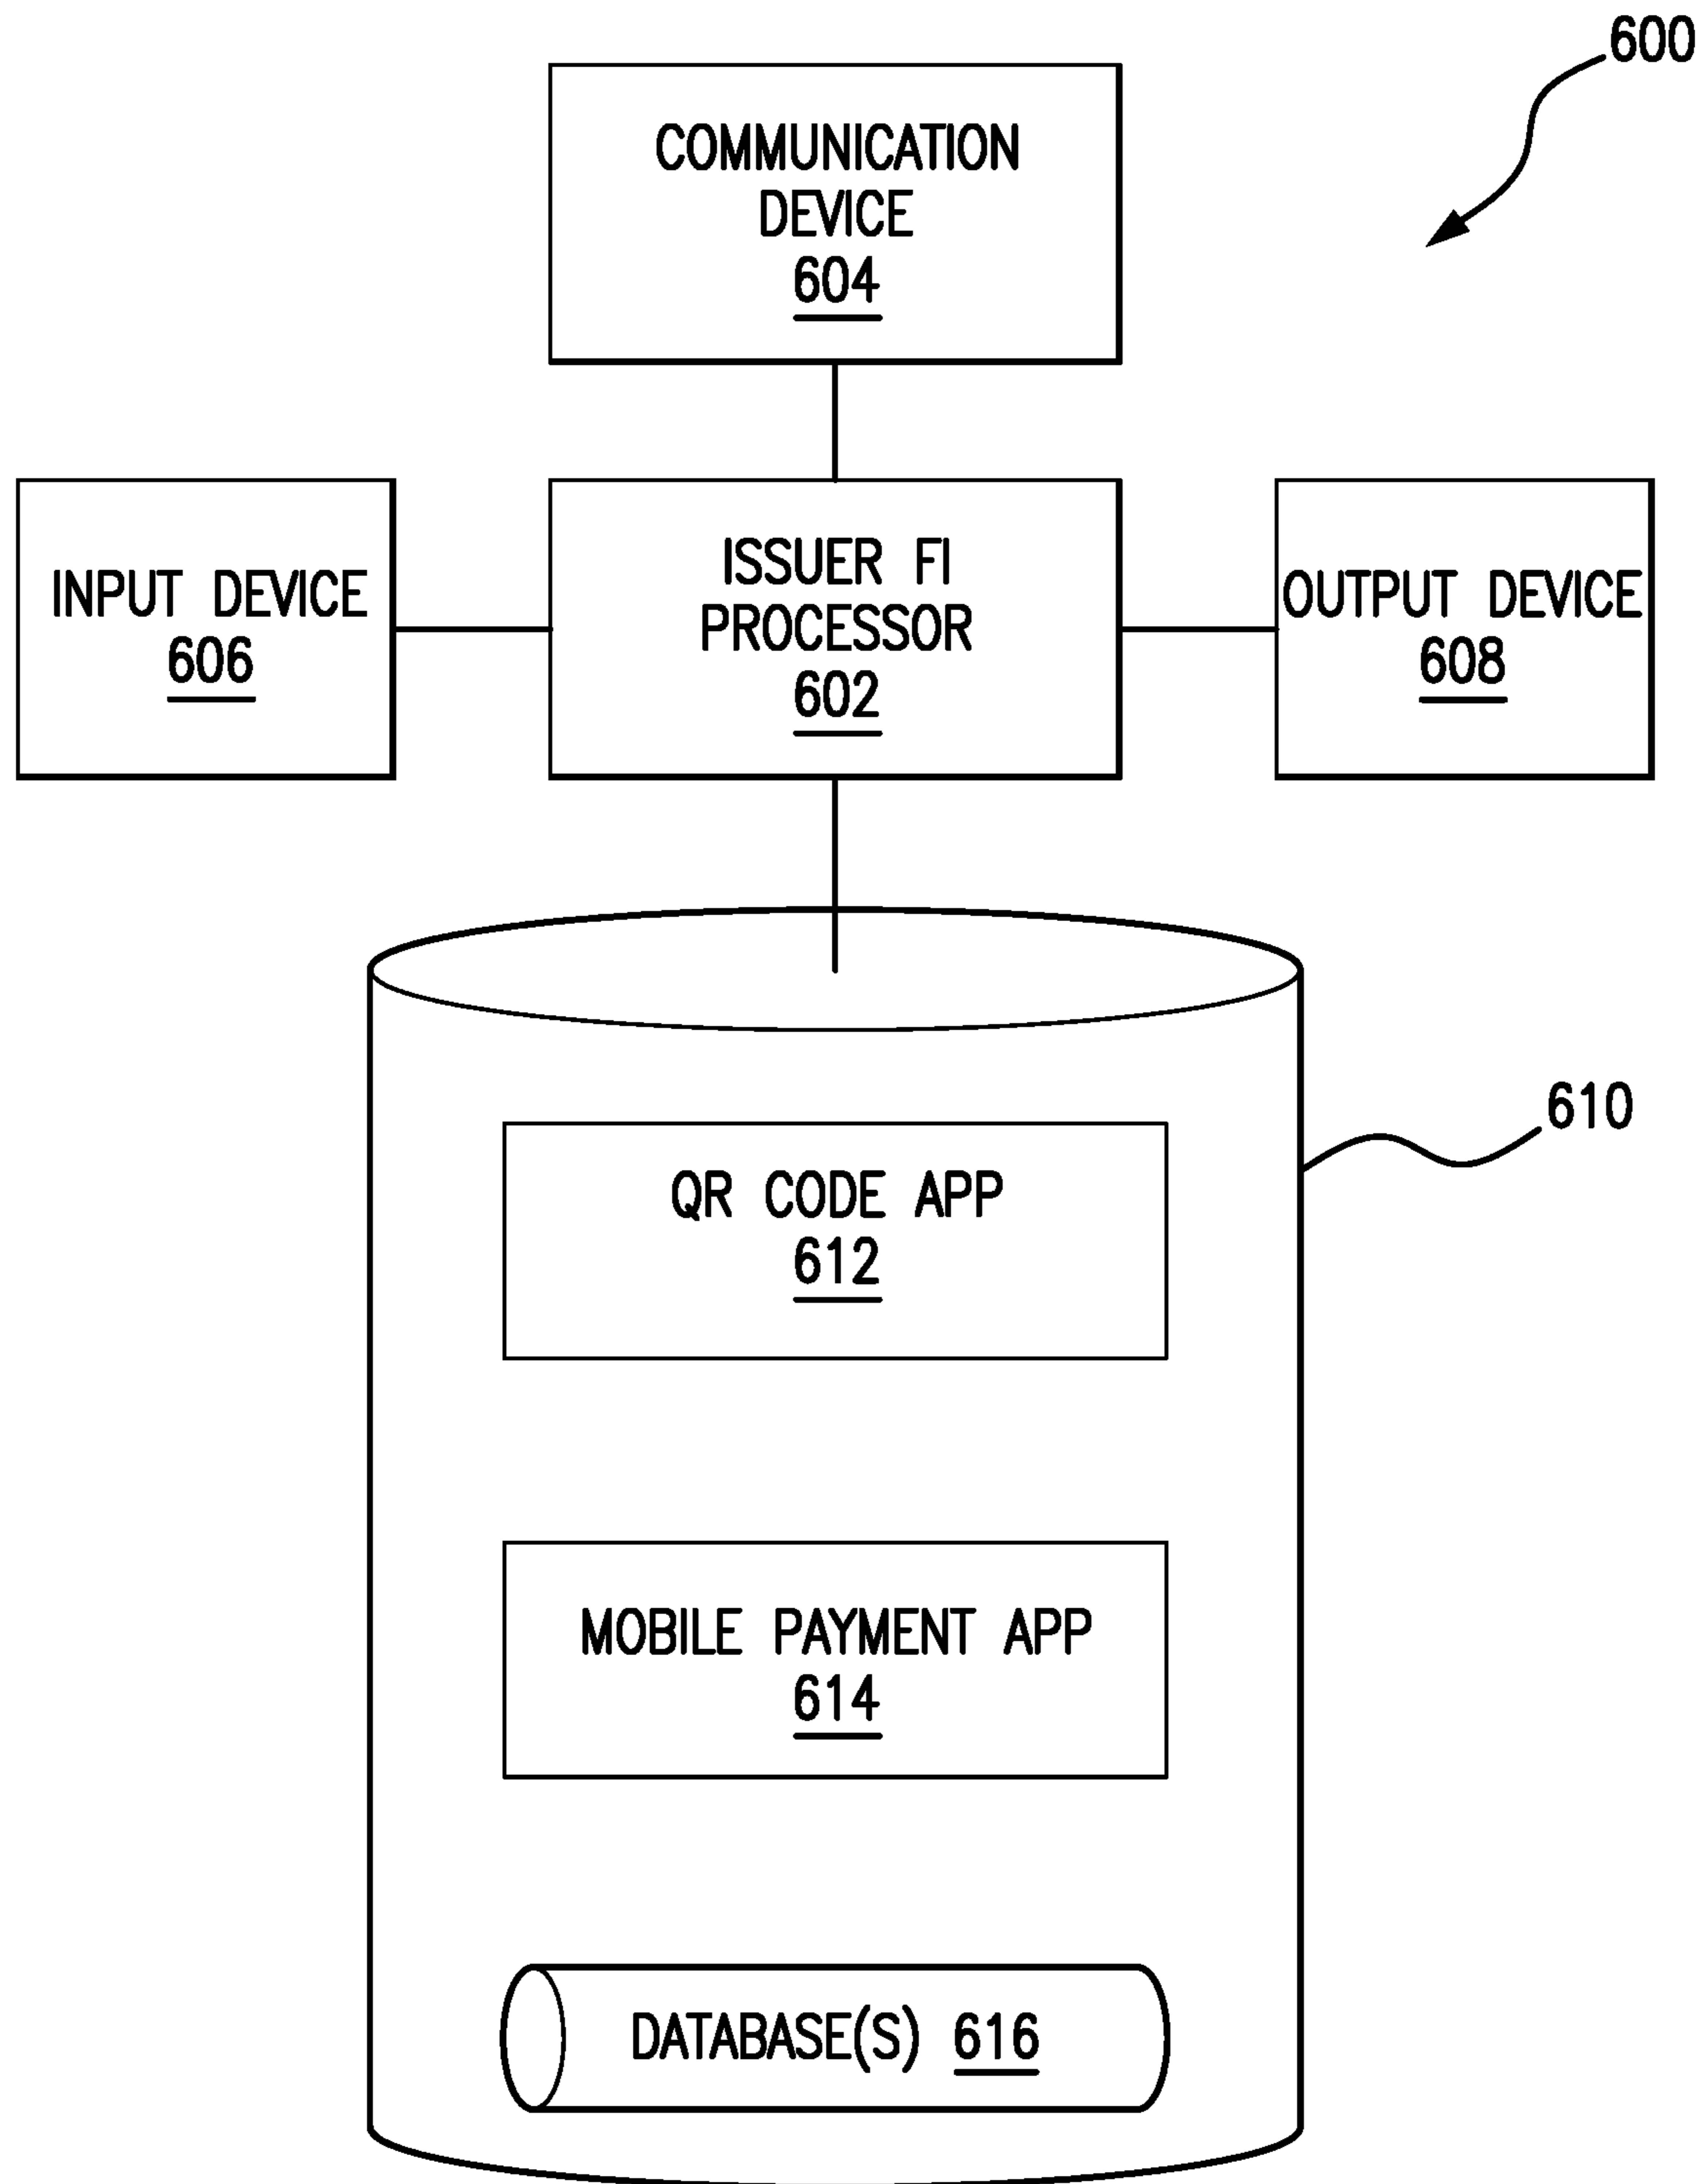 600
COMMUNICATION
DEVICE
604
INPUT DEVICE
606
ISSUER FI
PROCESSOR
602
OUTPUT DEVICE
608
610
QR CODE APP
612
MOBILE PAYMENT APP
614
DATABASE(S) 616